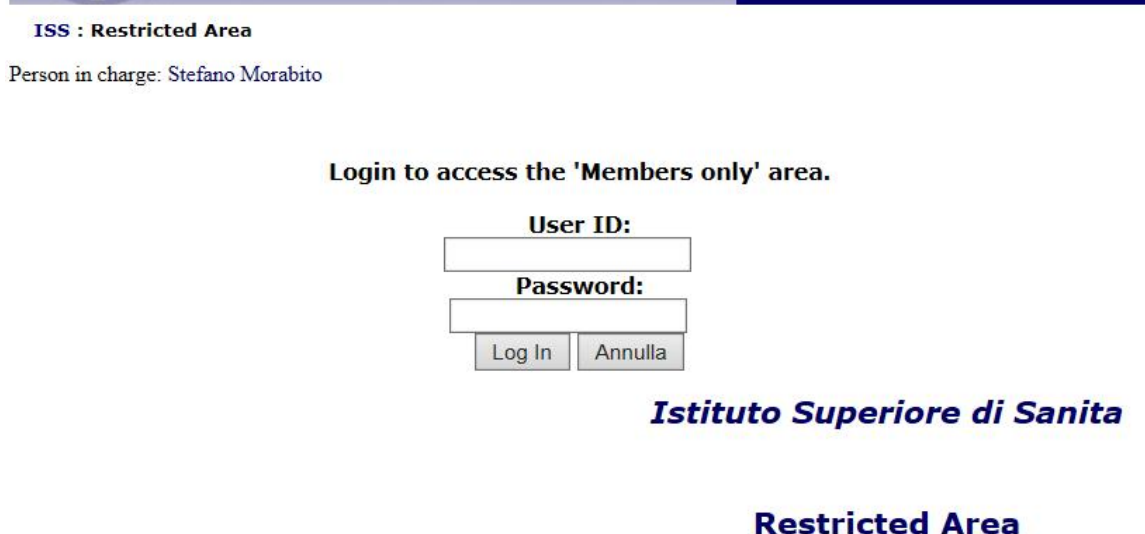 ISS : Restricted Area
Person in charge: Stefano Morabito
Login to access the 'Members only' area.
User ID:
Password:
Log In Annulla
Istituto Superiore di Sanita
Restricted Area